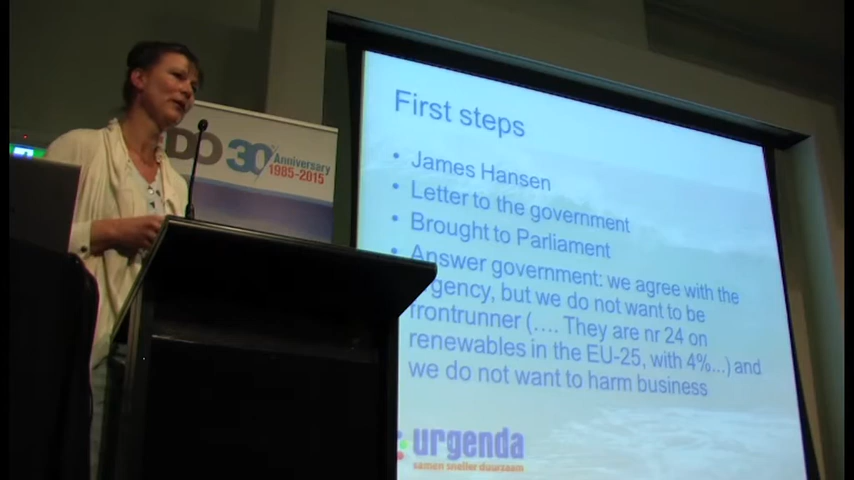 DO 30 Anniversary
1985-2015
First steps
• James Hansen
• Letter to the government
• Brought to Parliament
• Answer government: we agree with the
urgency, but we do not want to be
frontrunner (…. They are nr 24 on
renewables in the EU-25, with 4%...) and
we do not want to harm business
urgenda
samen sneller duurzaam